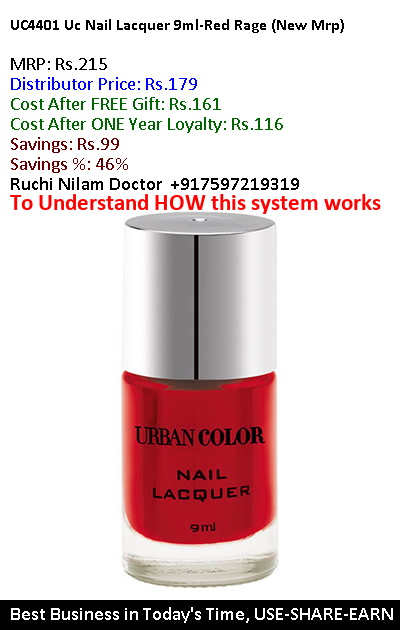 UC4401 Uc Nail Lacquer 9ml-Red Rage (New Mrp)
MRP: Rs.215
Distributor Price: Rs.179
Cost After FREE Gift: Rs.161
Cost After ONE Year Loyalty: Rs.116
Savings: Rs.99
Savings %: 46%
Ruchi Nilam Doctor +917597219319
To Understand HOW this system works
URBAN COLOR
NAIL
LACQUER
9ml
Best Business in Today's Time, USE-SHARE-EARN